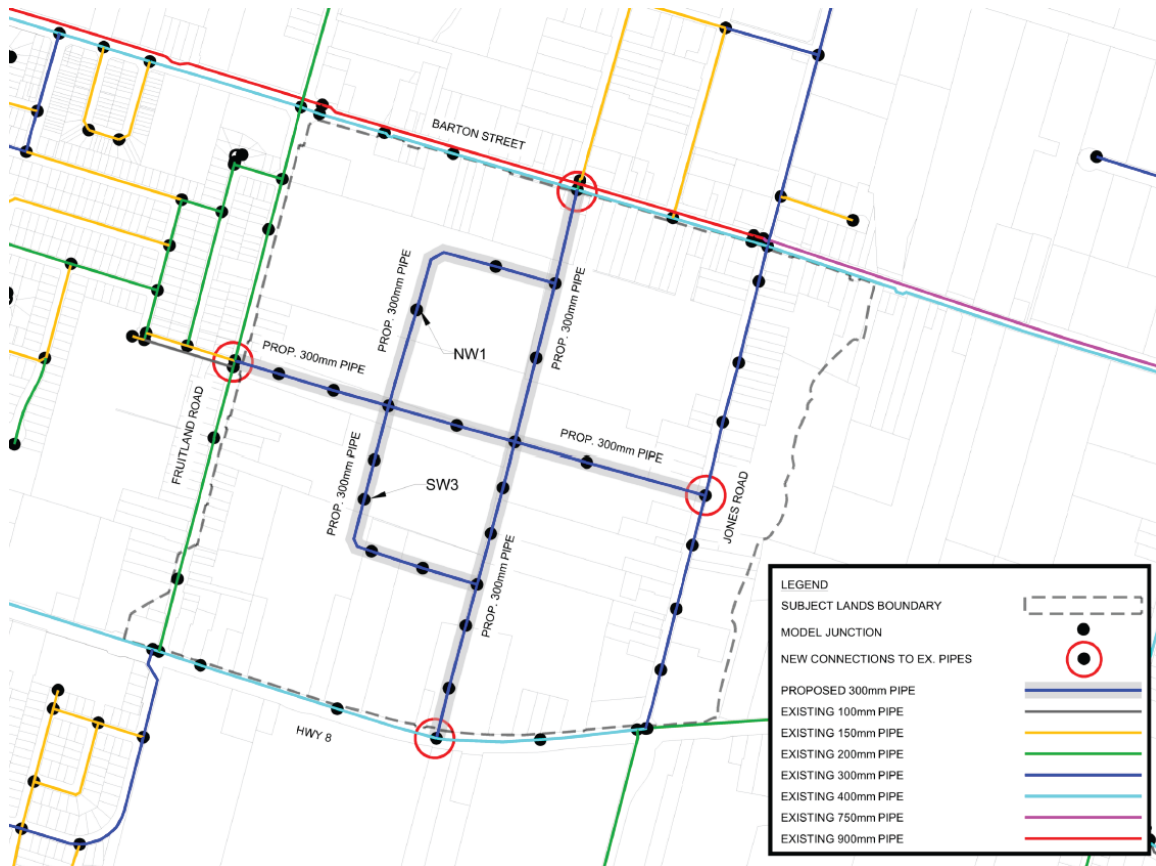 BARTON STREET
PROP. 300mm PIPE
PROP. 300mm PIPE
NW1
PROP. 300mm PIPE
FRUITLAND ROAD
PROP. 300mm PIPE
PROP. 300mm PIPE
SW3
JONES ROAD
PROP. 300mm PIPE
HWY 8
LEGEND
SUBJECT LANDS BOUNDARY
MODEL JUNCTION
NEW CONNECTIONS TO EX. PIPES
PROPOSED 300mm PIPE
EXISTING 100mm PIPE
EXISTING 150mm PIPE
EXISTING 200mm PIPE
EXISTING 300mm PIPE
EXISTING 400mm PIPE
EXISTING 750mm PIPE
EXISTING 900mm PIPE